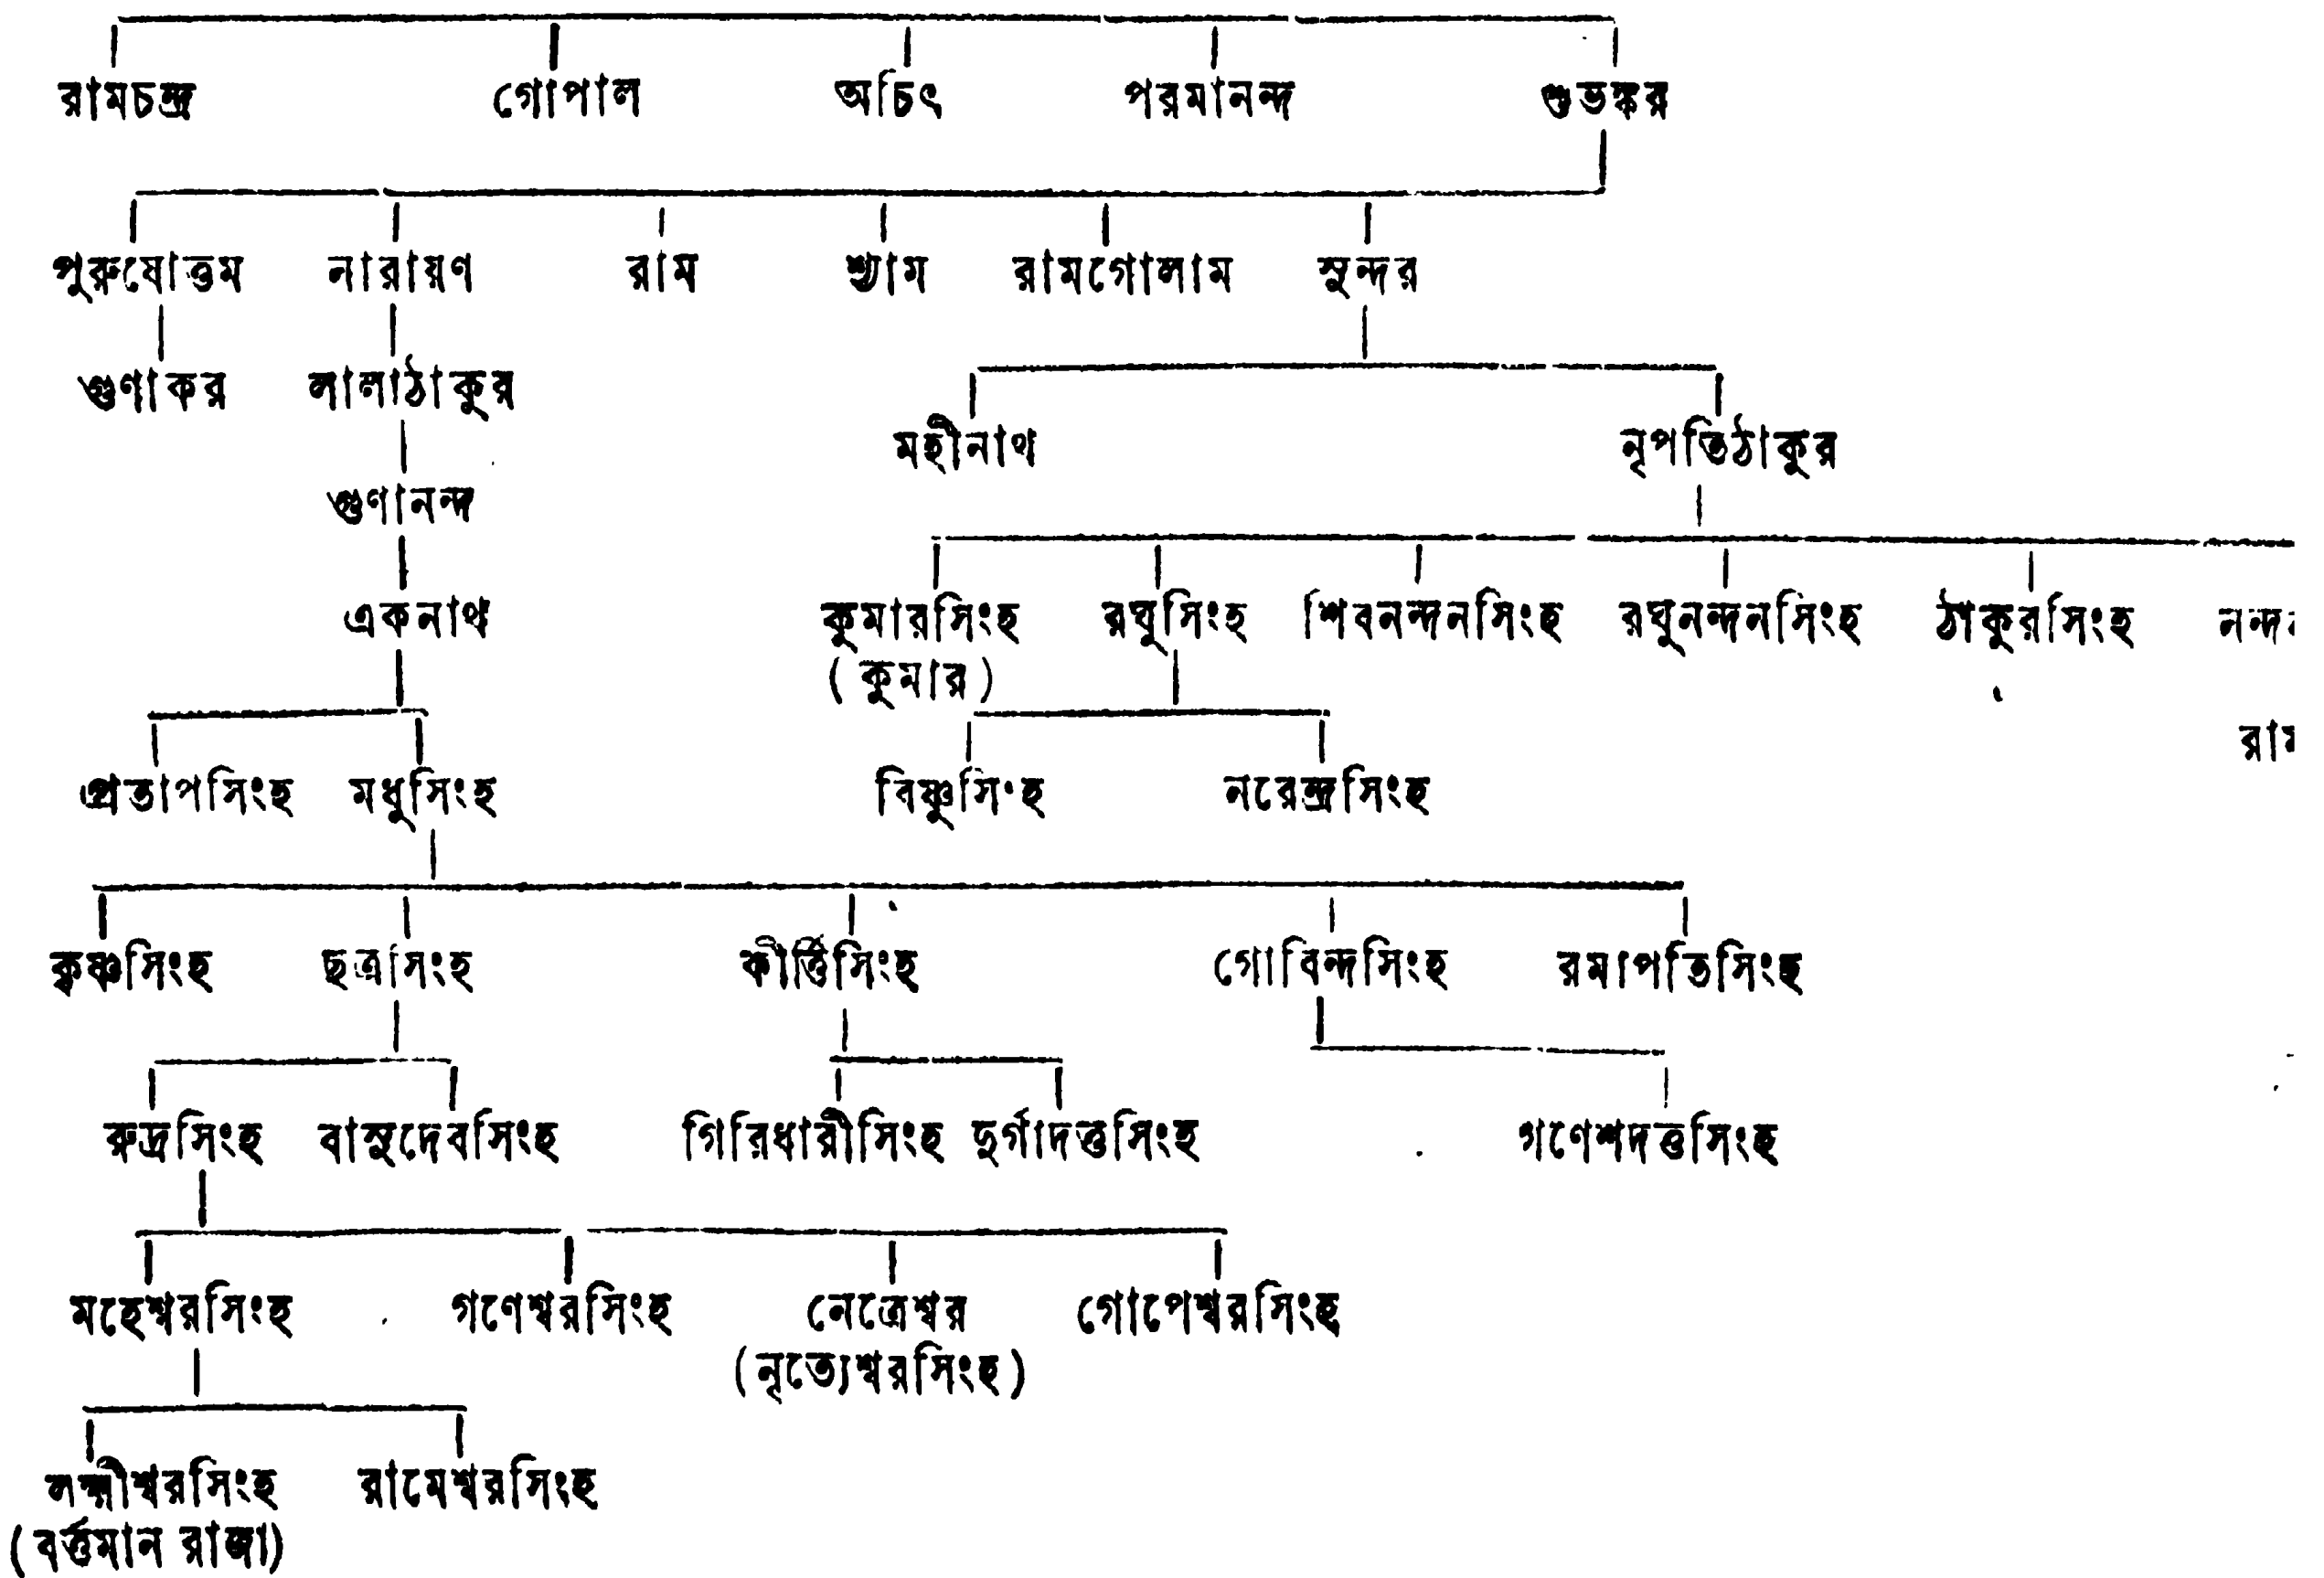 রামচন্দ্র গোপাল অচিৎ পরমানন্দ শুভঙ্কর
পুরুষোত্তম নারায়ণ রাম শ্যাম রামগোলাম সুন্দর
গুণাকর লালাঠাকুর
মহীনাথ নৃপতিঠাকুর
গুণানন্দ
একনাথ কুমারসিংহ রঘুসিংহ শিবনন্দনসিংহ রঘুনন্দনসিংহ ঠাকুরসিংহ
(কুমার)
প্রতাপসিংহ মধুসিংহ বিষ্ণুসিংহ নরেন্দ্রসিংহ
কৃষ্ণসিংহ ছত্রসিংহ কীর্ত্তিসিংহ গোবিন্দসিংহ রমাপতিসিংহ
রুদ্রসিংহ বাসুদেবসিংহ গিরিধারীসিংহ দুর্গাদত্তসিংহ গণেশদত্তসিংহ
মহেশ্বরসিংহ গণেশ্বরসিংহ নেত্রেশ্বর গোপেশ্বরসিংহ
(নৃত্যেশ্বরসিংহ)
লক্ষ্মীশ্বরসিংহ রামেশ্বরসিংহ
(বর্ত্তমান রাজা)